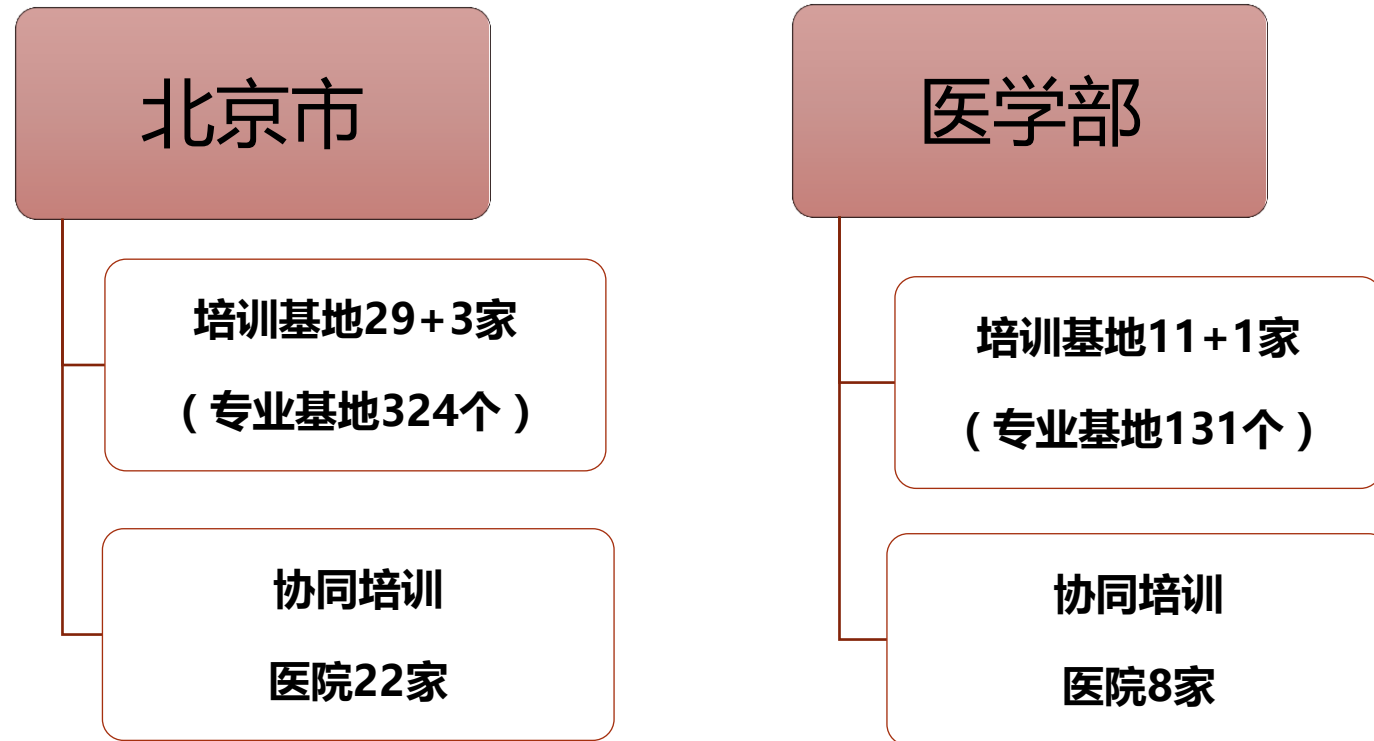 北京市
培训基地29+3家
（专业基地324个）
协同培训
医院22家
医学部
培训基地11+1家
（专业基地131个）
协同培训
医院8家